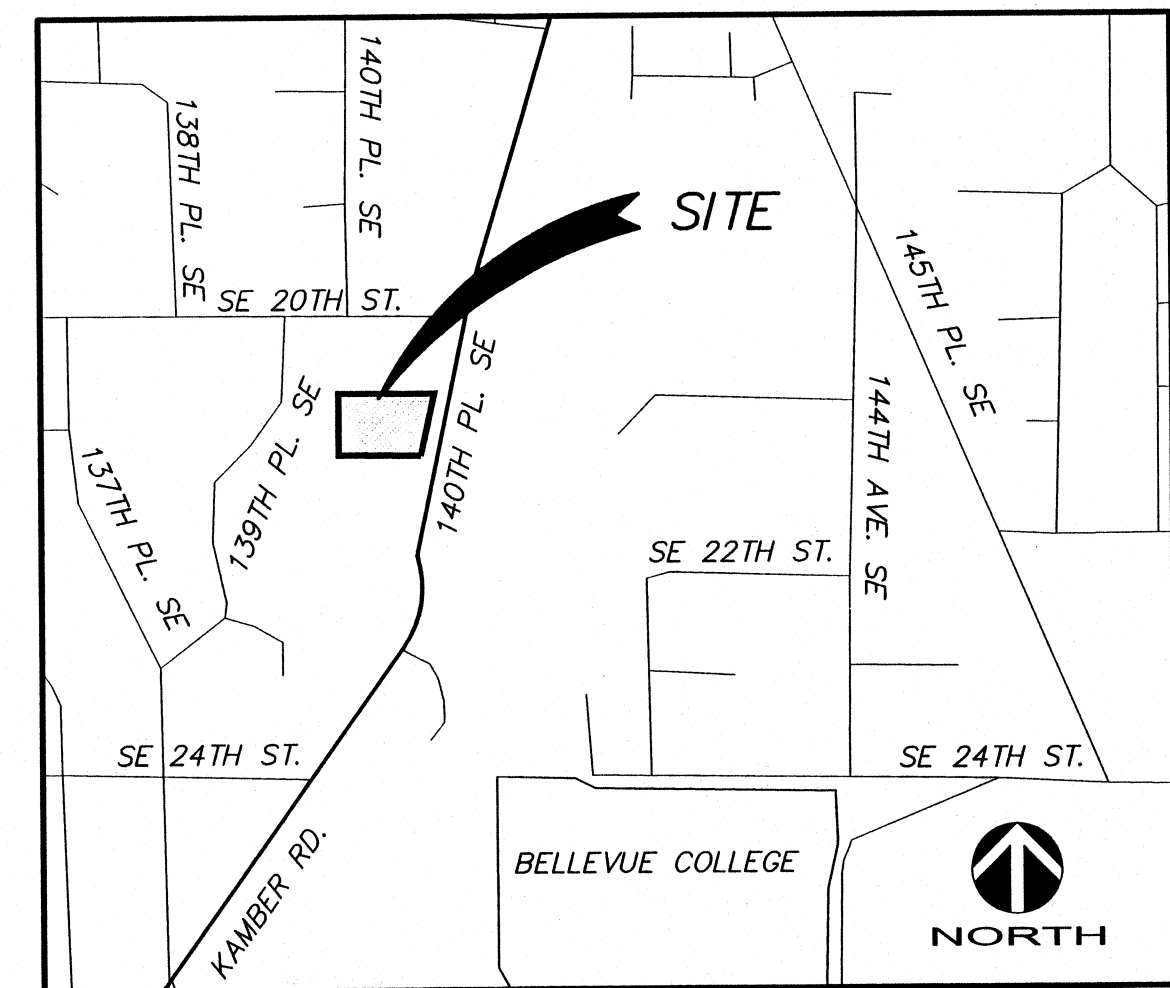 140TH PL. SE
138TH PL. SE
SITE
145TH PL. SE
SE 20TH ST.
140TH PL. SE
139TH PL. SE
144TH AVE. SE
137TH PL. SE
SE 22TH ST.
SE 24TH ST.
SE 24TH ST.
KAMBER RD.
BELLEVUE COLLEGE
NORTH